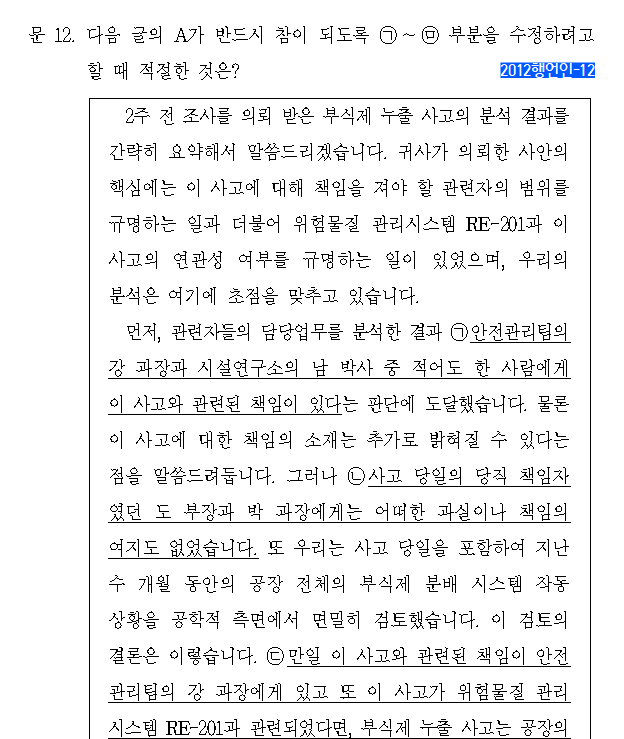 문 12. 다음 글의 A가 반드시 참이 되도록 ㉠~㉤ 부분을 수정하려고
할 때 적절한 것은?
2012행언인-12
2주 전 조사를 의뢰 받은 부식제 누출 사고의 분석 결과를
간략히 요약해서 말씀드리겠습니다. 귀사가 의뢰한 사안의
핵심에는 이 사고에 대해 책임을 져야 할 관련자의 범위를
규명하는 일과 더불어 위험물질 관리시스템 RE-201과 이
사고의 연관성 여부를 규명하는 일이 있었으며, 우리의
분석은 여기에 초점을 맞추고 있습니다.
먼저, 관련자들의 담당업무를 분석한 결과 ㉠안전관리팀의
강 과장과 시설연구소의 남 박사 중 적어도 한 사람에게
이 사고와 관련된 책임이 있다는 판단에 도달했습니다. 물론
이 사고에 대한 책임의 소재는 추가로 밝혀질 수 있다는
점을 말씀드려둡니다. 그러나 ㉡사고 당일의 당직 책임자
였던 도 부장과 박 과장에게는 어떠한 과실이나 책임의
여지도 없었습니다. 또 우리는 사고 당일을 포함하여 지난
수 개월 동안의 공장 전체의 부식제 분배 시스템 작동
상황을 공학적 측면에서 면밀히 검토했습니다. 이 검토의
결론은 이렇습니다. ㉢만일 이 사고와 관련된 책임이 안전
관리팀의 강 과장에게 있고 또 이 사고가 위험물질 관리
시스템 RE-201과 관련되었다면, 부식제 누출 사고는 공장의